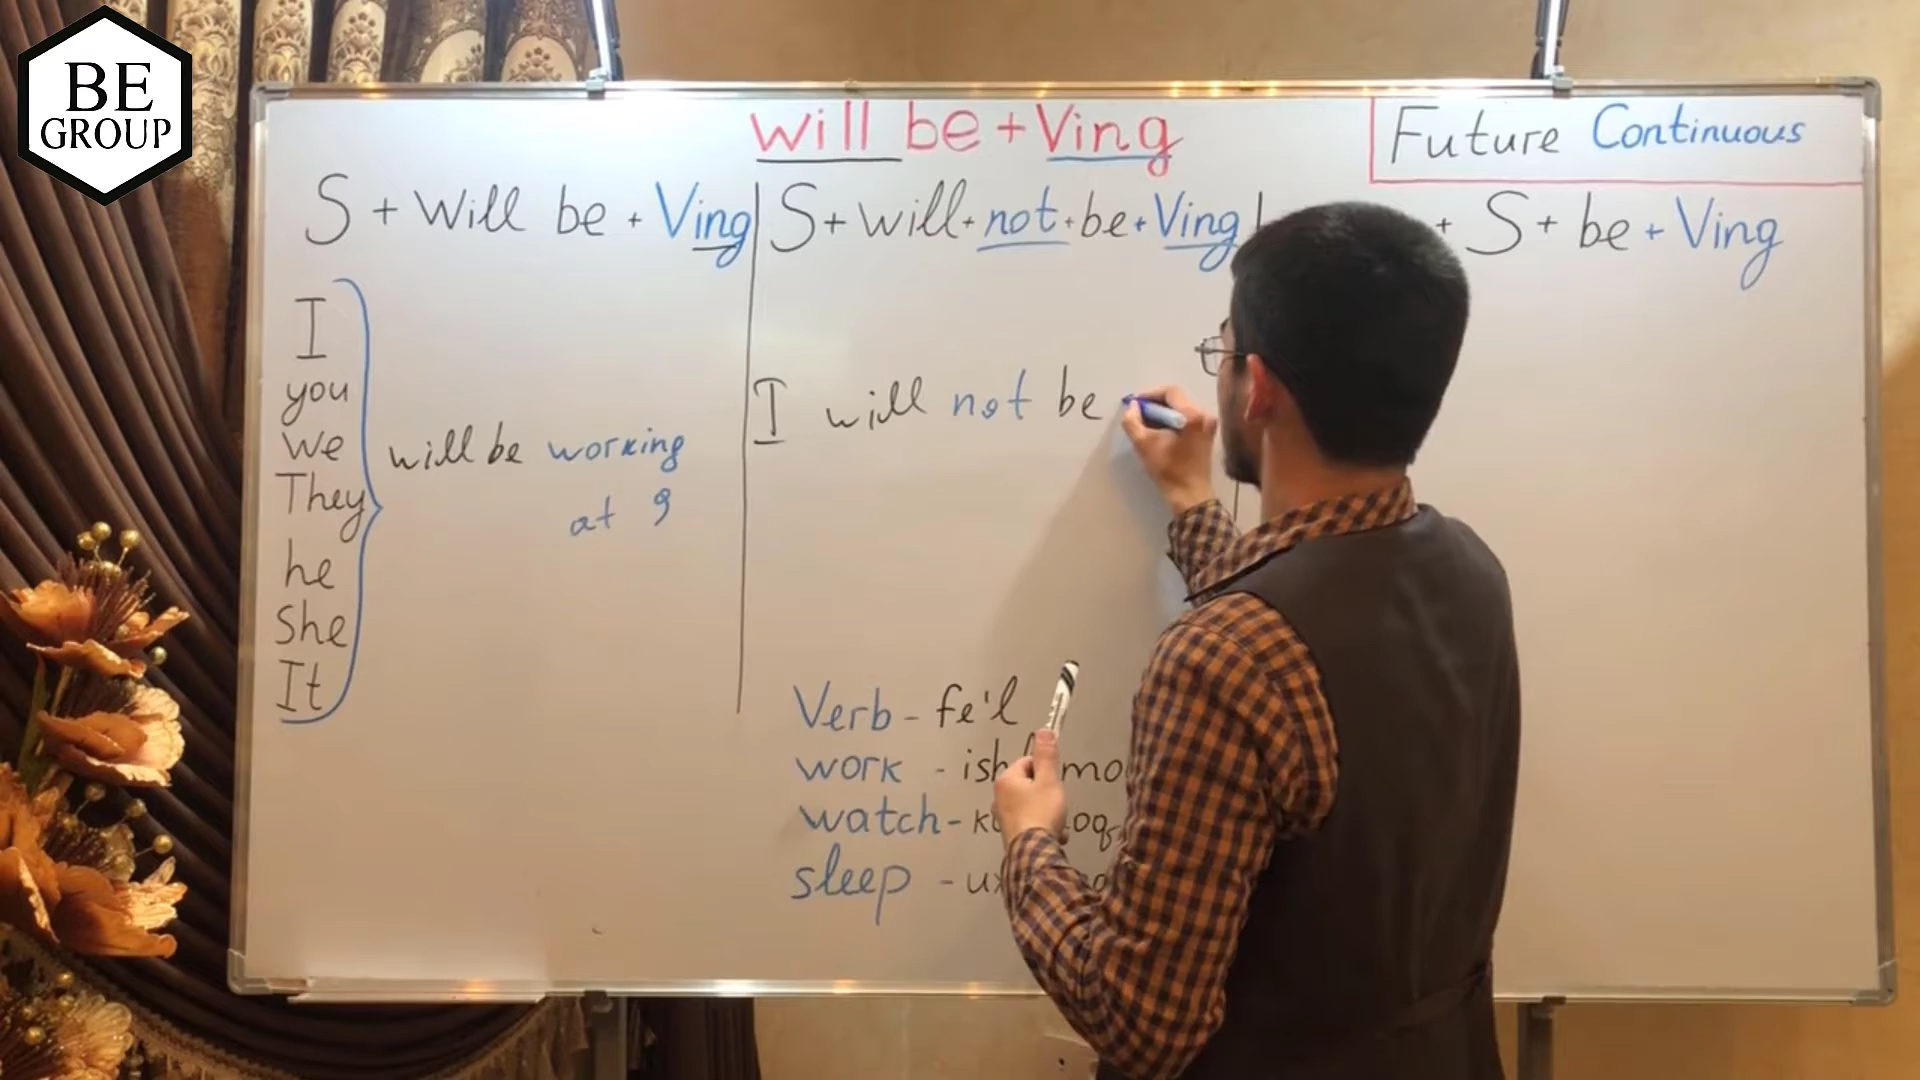 BE
GROUP
will be + Ving
Future Continuous
S + Will be + Ving
S + will + not + be + Ving
+ S + be + Ving
I
you
we
They
he
She
It
will be working
at 9
I will not be
Verb - fe'l
work - ish
watch -
sleep -